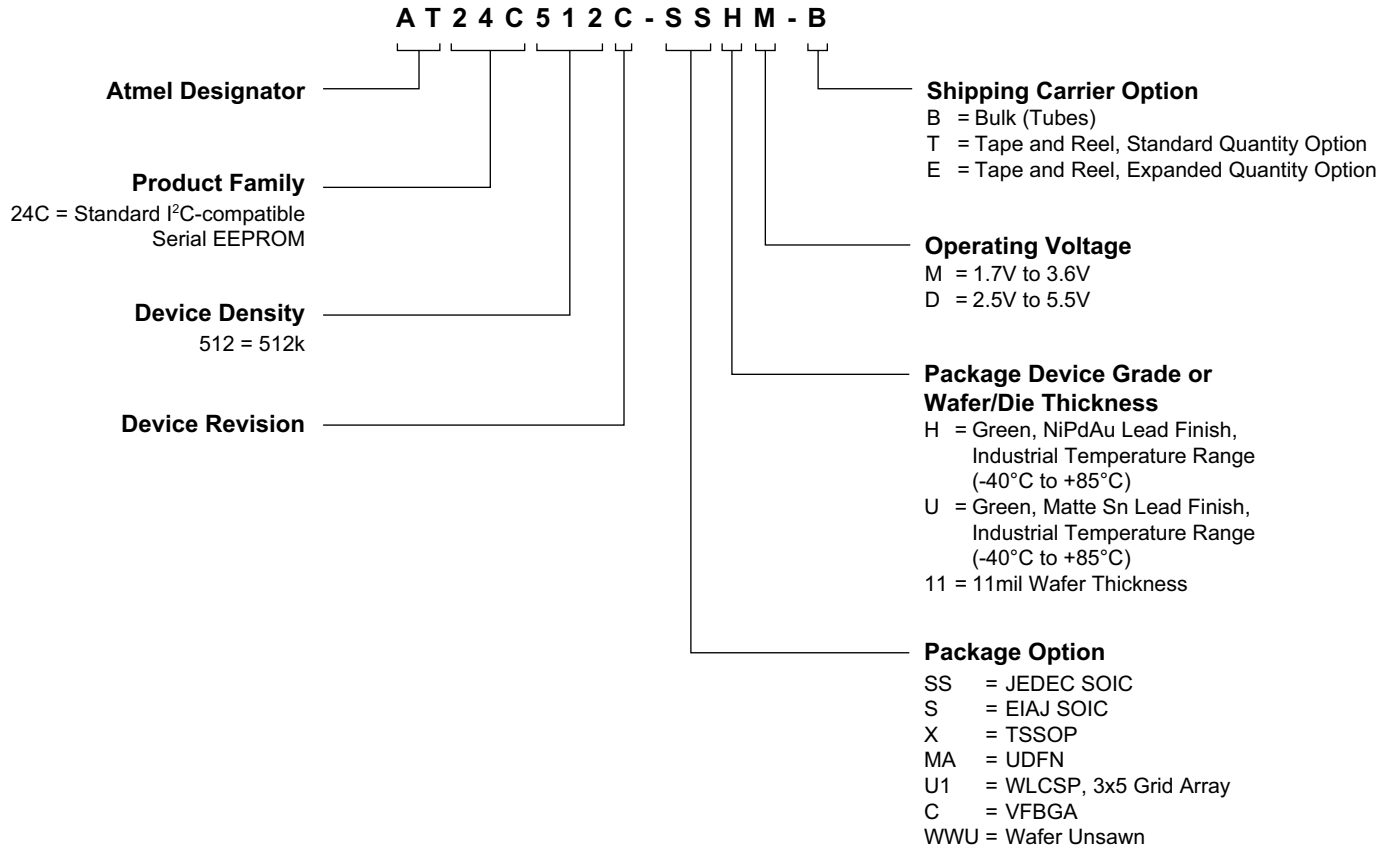 A T 2 4 C 5 1 2 C - S S H M - B
Atmel Designator
Product Family
24C = Standard I²C-compatible
Serial EEPROM
Device Density
512 = 512k
Device Revision
Shipping Carrier Option
B = Bulk (Tubes)
T = Tape and Reel, Standard Quantity Option
E = Tape and Reel, Expanded Quantity Option
Operating Voltage
M = 1.7V to 3.6V
D = 2.5V to 5.5V
Package Device Grade or
Wafer/Die Thickness
H = Green, NiPdAu Lead Finish,
Industrial Temperature Range
(-40°C to +85°C)
U = Green, Matte Sn Lead Finish,
Industrial Temperature Range
(-40°C to +85°C)
11 = 11mil Wafer Thickness
Package Option
SS = JEDEC SOIC
S = EIAJ SOIC
X = TSSOP
MA = UDFN
U1 = WLCSP, 3x5 Grid Array
C = VFBGA
WWU = Wafer Unsawn